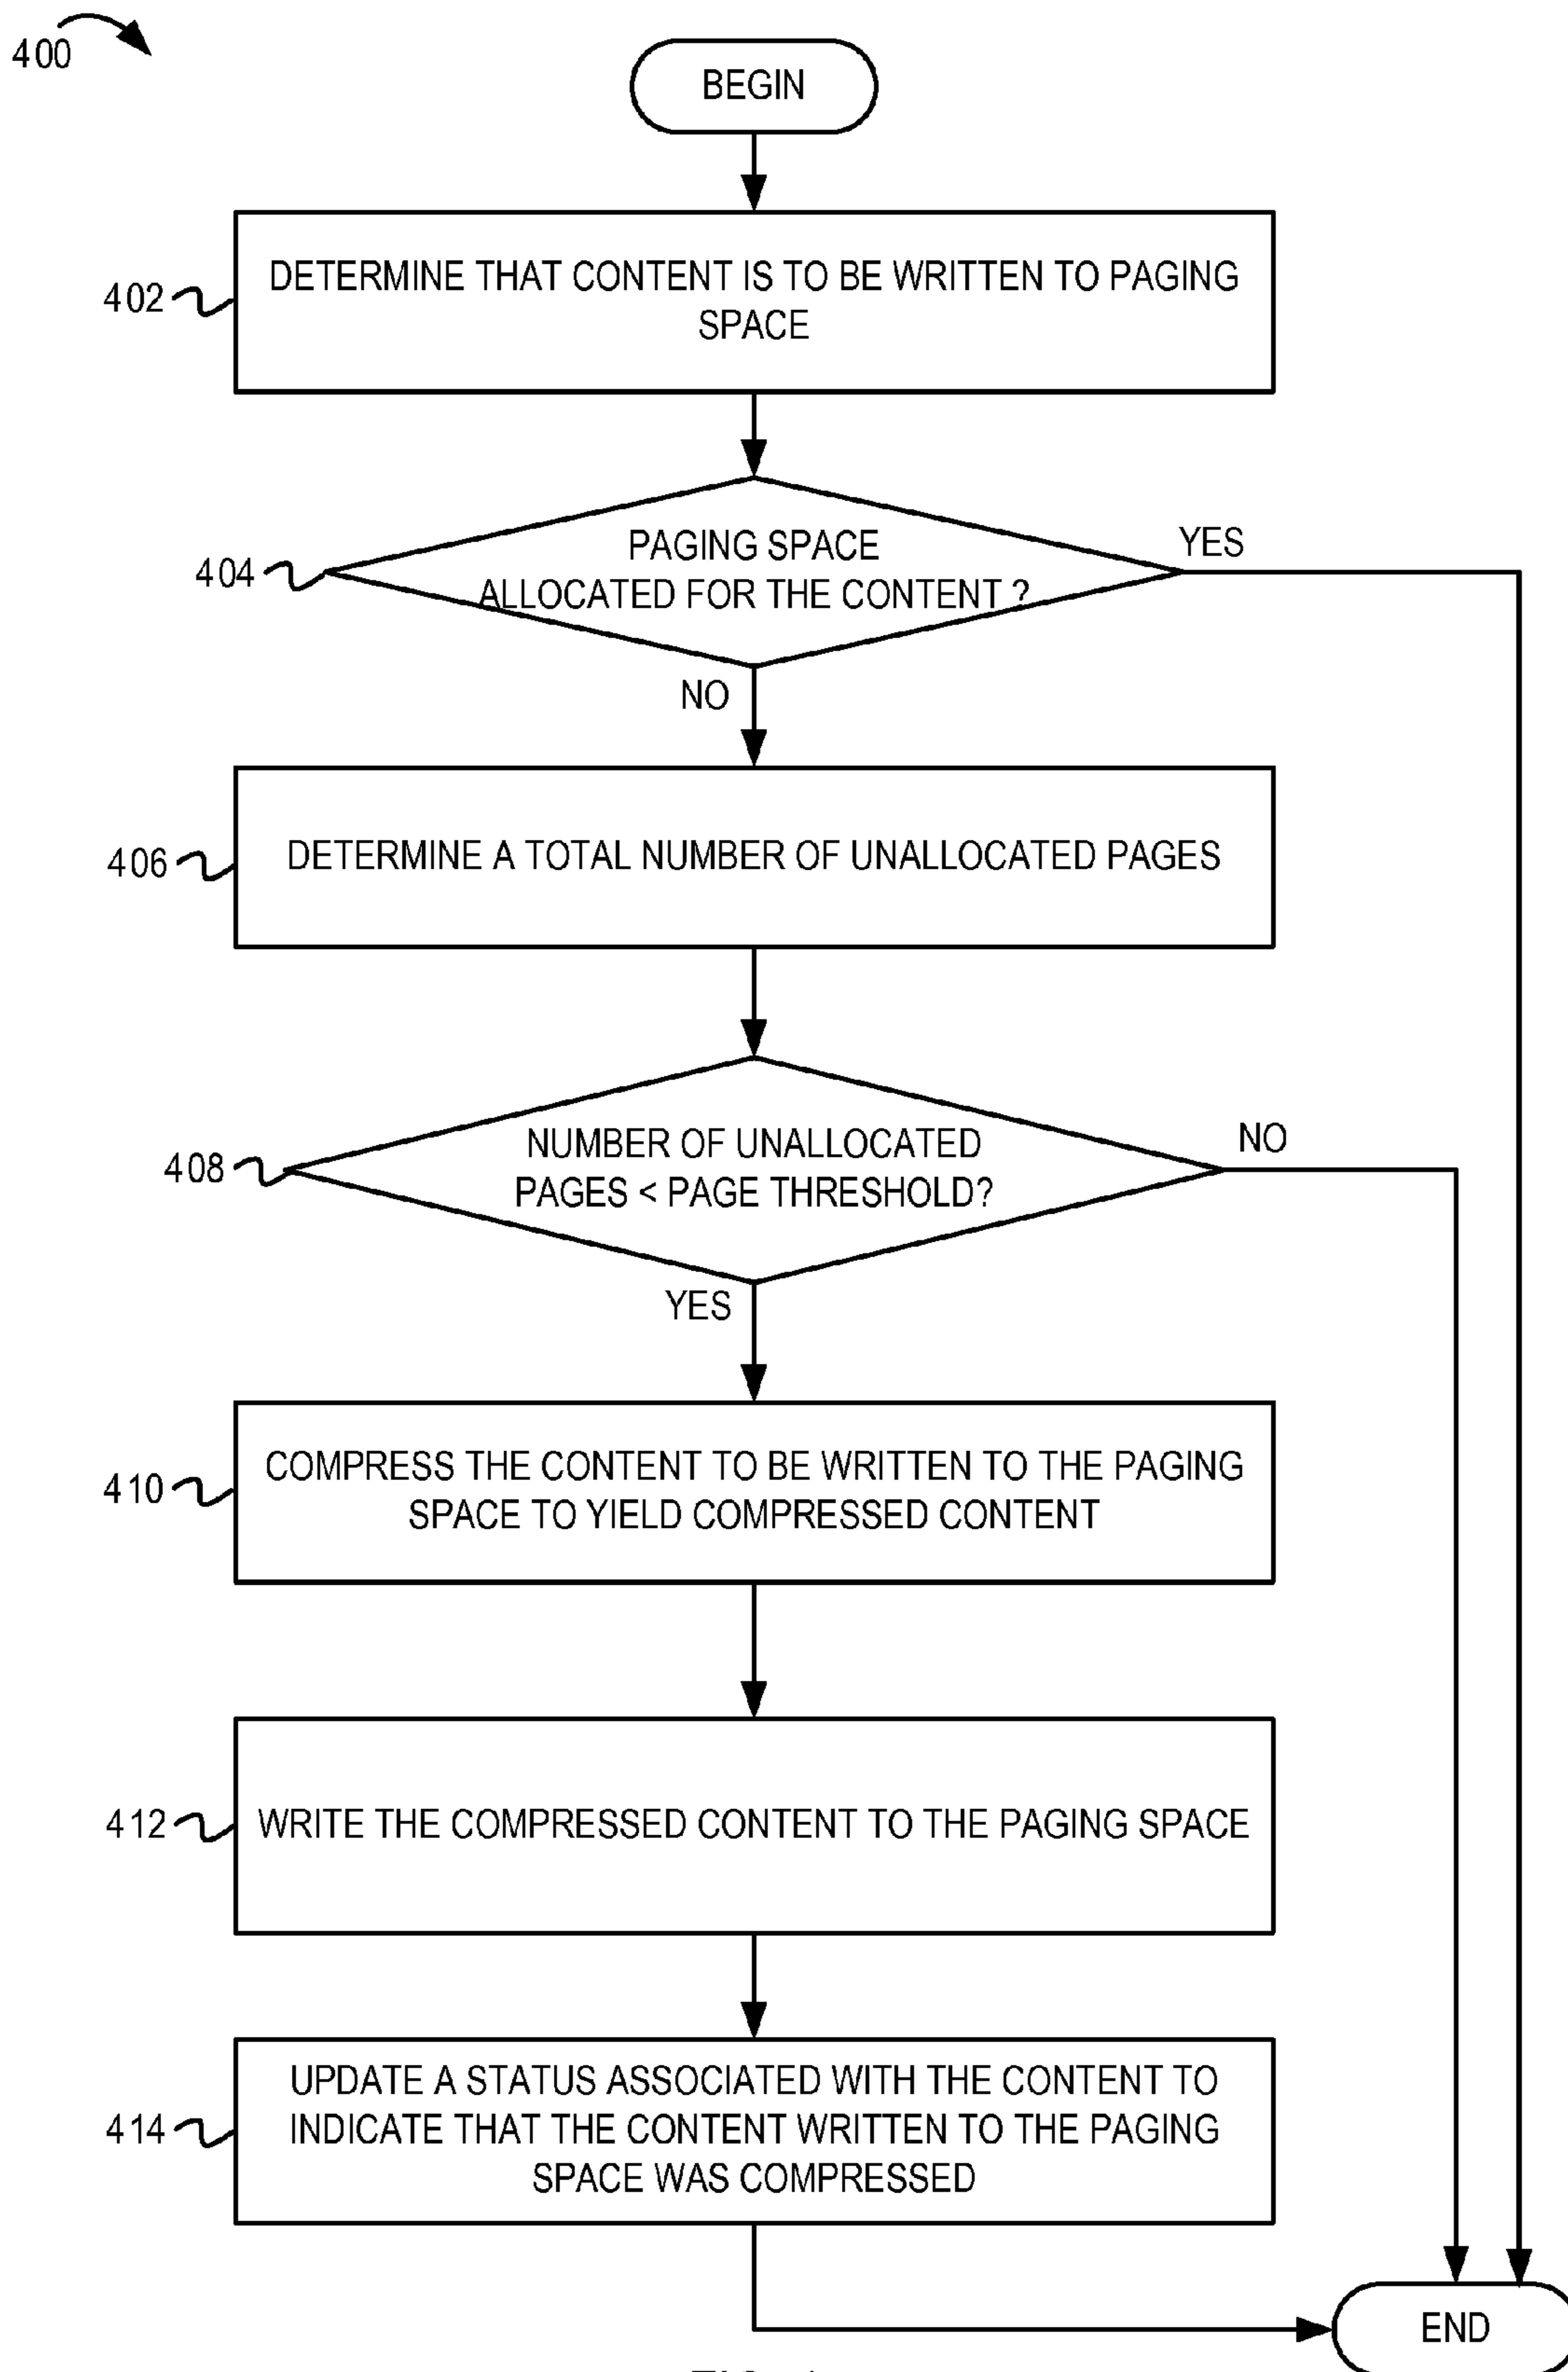 400
BEGIN
402
DETERMINE THAT CONTENT IS TO BE WRITTEN TO PAGING
SPACE
404
PAGING SPACE
ALLOCATED FOR THE CONTENT ?
YES
NO
406
DETERMINE A TOTAL NUMBER OF UNALLOCATED PAGES
408
NUMBER OF UNALLOCATED
PAGES < PAGE THRESHOLD?
NO
YES
410
COMPRESS THE CONTENT TO BE WRITTEN TO THE PAGING
SPACE TO YIELD COMPRESSED CONTENT
412
WRITE THE COMPRESSED CONTENT TO THE PAGING SPACE
414
UPDATE A STATUS ASSOCIATED WITH THE CONTENT TO
INDICATE THAT THE CONTENT WRITTEN TO THE PAGING
SPACE WAS COMPRESSED
END